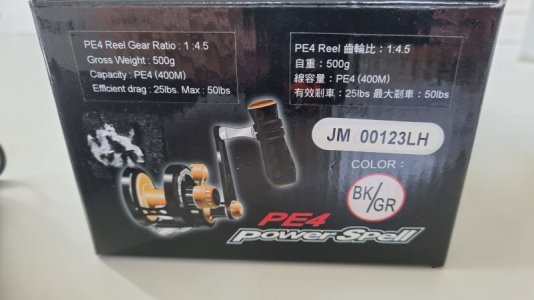 PE4 Reel Gear Ratio : 1 :4.5
Gross Weight : 500g
Capacity : PE4 (400M)
Efficient drag : 25lbs. Max : 50lbs
PE4 Reel 齒輪比 : 1:4.5
自重 : 500g
線容量 : PE4 (400M)
有效剎車 : 25lbs 最大剎車 : 50lbs
JM 00123LH
COLOR :
BK/GR
PE4
Power Spell